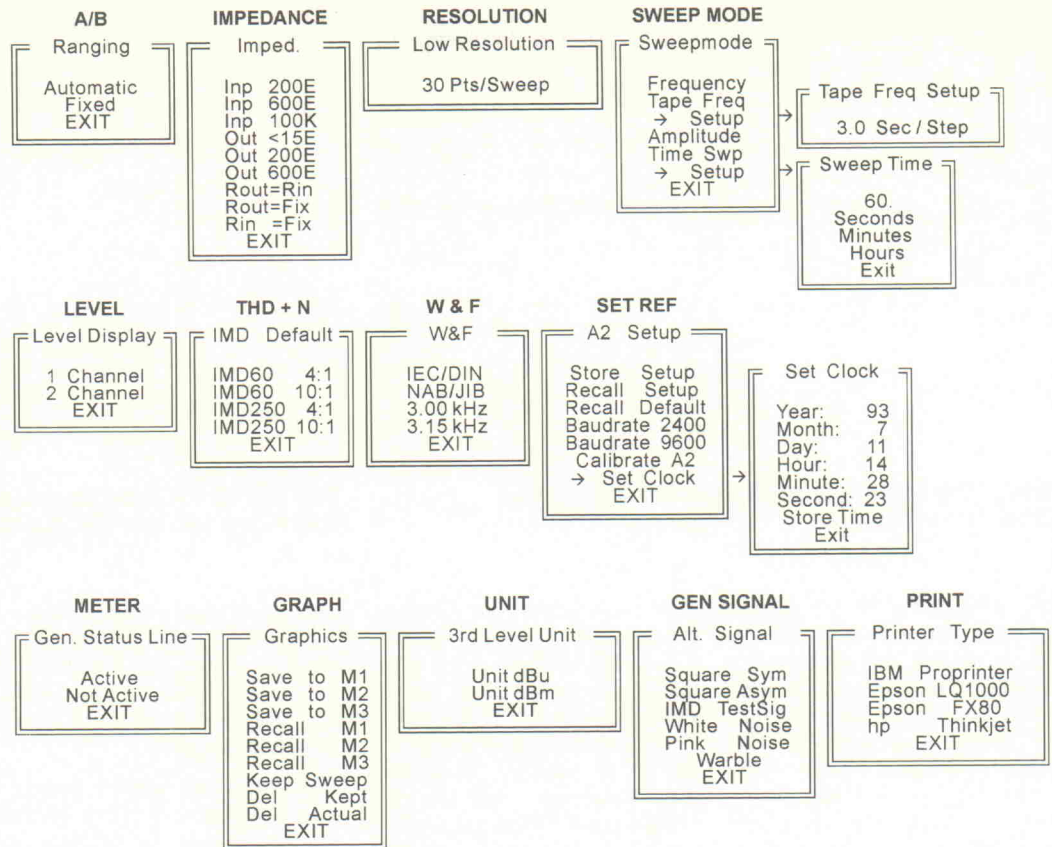 A/B
Ranging
Automatic
Fixed
EXIT
IMPEDANCE
Imped.
Inp 200E
Inp 600E
Inp 100K
Out <15E
Out 200E
Out 600E
Rout=Rin
Rout=Fix
Rin =Fix
EXIT
RESOLUTION
Low Resolution
30 Pts/Sweep
SWEEP MODE
Sweepmode
Frequency
Tape Freq
→ Setup
Amplitude
Time Swp
→ Setup
EXIT
→ Tape Freq Setup
3.0 Sec / Step
→ Sweep Time
60.
Seconds
Minutes
Hours
Exit
LEVEL
Level Display
1 Channel
2 Channel
EXIT
THD + N
IMD Default
IMD60 4:1
IMD60 10:1
IMD250 4:1
IMD250 10:1
EXIT
W & F
W&F
IEC/DIN
NAB/JIB
3.00 kHz
3.15 kHz
EXIT
SET REF
A2 Setup
Store Setup
Recall Setup
Recall Default
Baudrate 2400
Baudrate 9600
Calibrate A2
→ Set Clock
EXIT
→ Set Clock
Year: 93
Month: 7
Day: 11
Hour: 14
Minute: 28
Second: 23
Store Time
Exit
METER
Gen. Status Line
Active
Not Active
EXIT
GRAPH
Graphics
Save to M1
Save to M2
Save to M3
Recall M1
Recall M2
Recall M3
Keep Sweep
Del Kept
Del Actual
EXIT
UNIT
3rd Level Unit
Unit dBu
Unit dBm
EXIT
GEN SIGNAL
Alt. Signal
Square Sym
Square Asym
IMD TestSig
White Noise
Pink Noise
Warble
EXIT
PRINT
Printer Type
IBM Proprinter
Epson LQ1000
Epson FX80
hp Thinkjet
EXIT